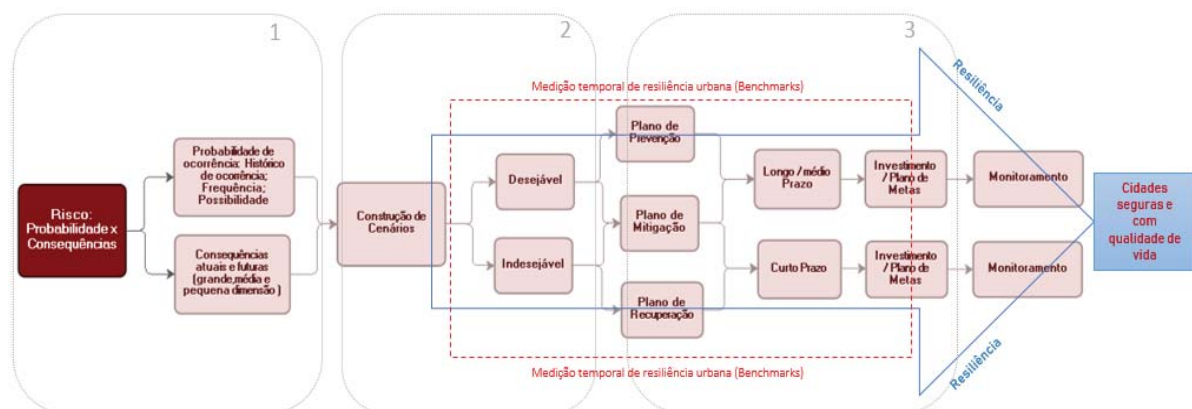 1
2
3
Medição temporal de resiliência urbana (Benchmarks)
Resiliência
Risco:
Probabilidade x
Consequências
Probabilidade de
ocorrência: Histórico
de ocorrência;
Frequência;
Possibilidade
Consequências
atuais e futuras
(grande,média e
pequena dimensão )
Construção de
Cenários
Desejável
Indesejável
Plano de
Prevenção
Plano de
Mitigação
Plano de
Recuperação
Longo / médio
Prazo
Curto Prazo
Investimento
/ Plano de
Metas
Investimento
/ Plano de
Metas
Monitoramento
Monitoramento
Cidades
seguras e
com
qualidade de
vida
Medição temporal de resiliência urbana (Benchmarks)
Resiliência